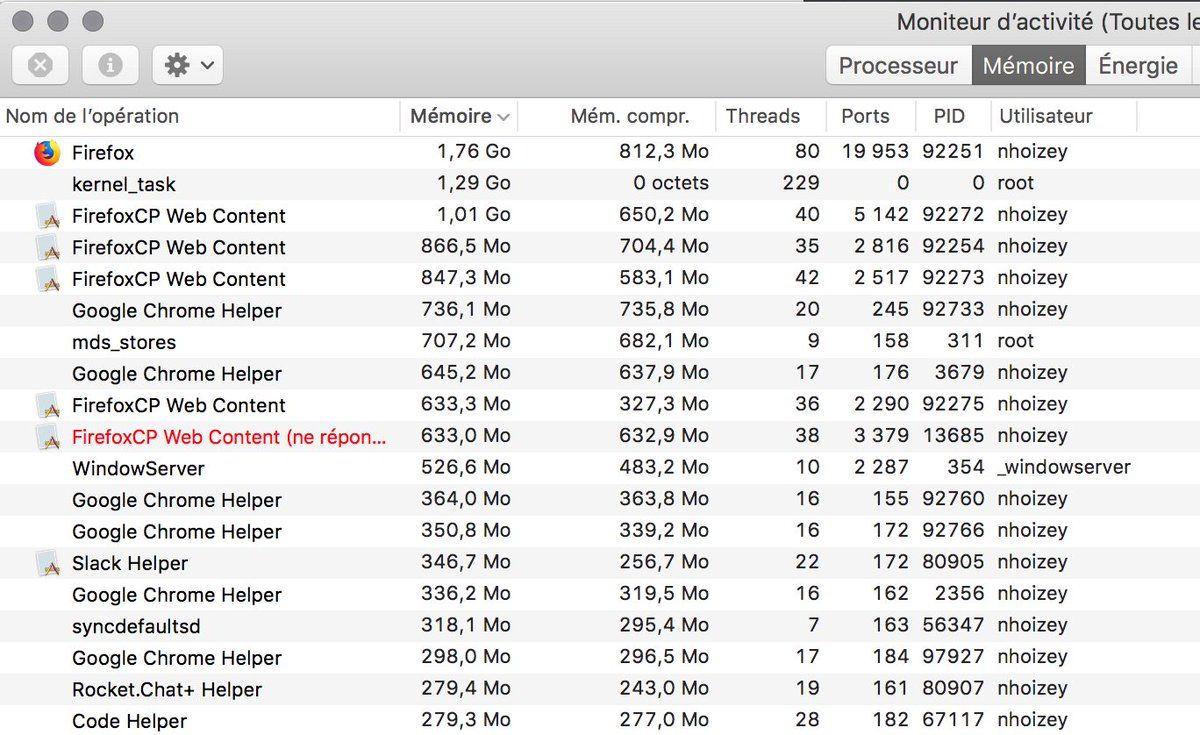 Moniteur d’activité (Toutes le
Processeur Mémoire Énergie
Nom de l’opération Mémoire Mém. compr. Threads Ports PID Utilisateur
Firefox 1,76 Go 812,3 Mo 80 19 953 92251 nhoizey
kernel_task 1,29 Go 0 octets 229 0 0 root
FirefoxCP Web Content 1,01 Go 650,2 Mo 40 5 142 92272 nhoizey
FirefoxCP Web Content 866,5 Mo 704,4 Mo 35 2 816 92254 nhoizey
FirefoxCP Web Content 847,3 Mo 583,1 Mo 42 2 517 92273 nhoizey
Google Chrome Helper 736,1 Mo 735,8 Mo 20 245 92733 nhoizey
mds_stores 707,2 Mo 682,1 Mo 9 158 311 root
Google Chrome Helper 645,2 Mo 637,9 Mo 17 176 3679 nhoizey
FirefoxCP Web Content 633,3 Mo 327,3 Mo 36 2 290 92275 nhoizey
FirefoxCP Web Content (ne répon... 633,0 Mo 632,9 Mo 38 3 379 13685 nhoizey
WindowServer 526,6 Mo 483,2 Mo 10 2 287 354 _windowserver
Google Chrome Helper 364,0 Mo 363,8 Mo 16 155 92760 nhoizey
Google Chrome Helper 350,8 Mo 339,2 Mo 16 172 92766 nhoizey
Slack Helper 346,7 Mo 256,7 Mo 22 172 80905 nhoizey
Google Chrome Helper 336,2 Mo 319,5 Mo 16 162 2356 nhoizey
syncdefaultsd 318,1 Mo 295,4 Mo 7 163 56347 nhoizey
Google Chrome Helper 298,0 Mo 296,5 Mo 17 184 97927 nhoizey
Rocket.Chat+ Helper 279,4 Mo 243,0 Mo 19 161 80907 nhoizey
Code Helper 279,3 Mo 277,0 Mo 28 182 67117 nhoizey